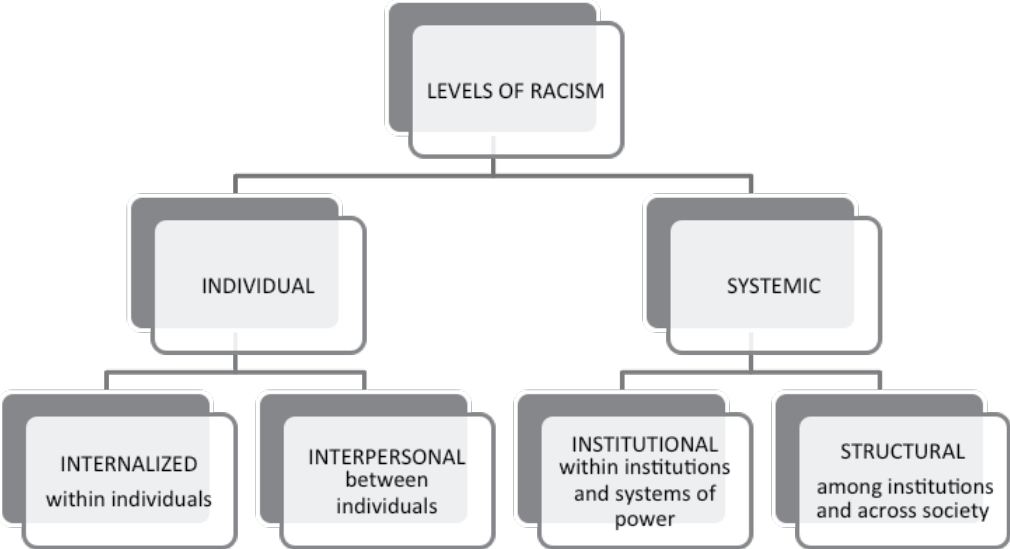 LEVELS OF RACISM
INDIVIDUAL
SYSTEMIC
INTERNALIZED
within individuals
INTERPERSONAL
between
individuals
INSTITUTIONAL
within institutions
and systems of
power
STRUCTURAL
among institutions
and across society